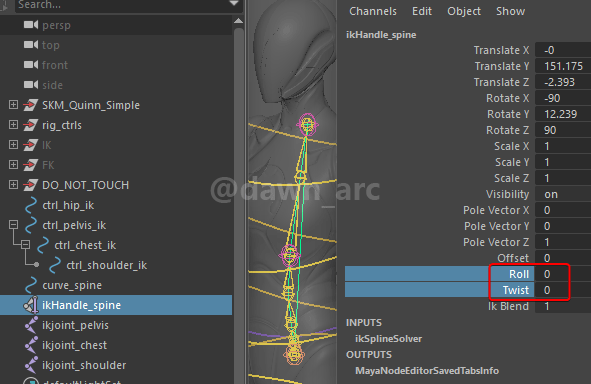 Search...
persp
top
front
side
SKM_Quinn_Simple
rig_ctrls
IK
FK
DO_NOT_TOUCH
ctrl_hip_ik
ctrl_pelvis_ik
ctrl_chest_ik
ctrl_shoulder_ik
curve_spine
ikHandle_spine
ikjoint_pelvis
ikjoint_chest
ikjoint_shoulder
defaultLightSet
@dawn_arc
Channels Edit Object Show
ikHandle_spine
Translate X -0
Translate Y 151.175
Translate Z -2.393
Rotate X -90
Rotate Y 12.239
Rotate Z 90
Scale X 1
Scale Y 1
Scale Z 1
Visibility on
Pole Vector X 0
Pole Vector Y 0
Pole Vector Z 1
Offset 0
Roll 0
Twist 0
Ik Blend 1
INPUTS
ikSplineSolver
OUTPUTS
MayaNodeEditorSavedTabsInfo